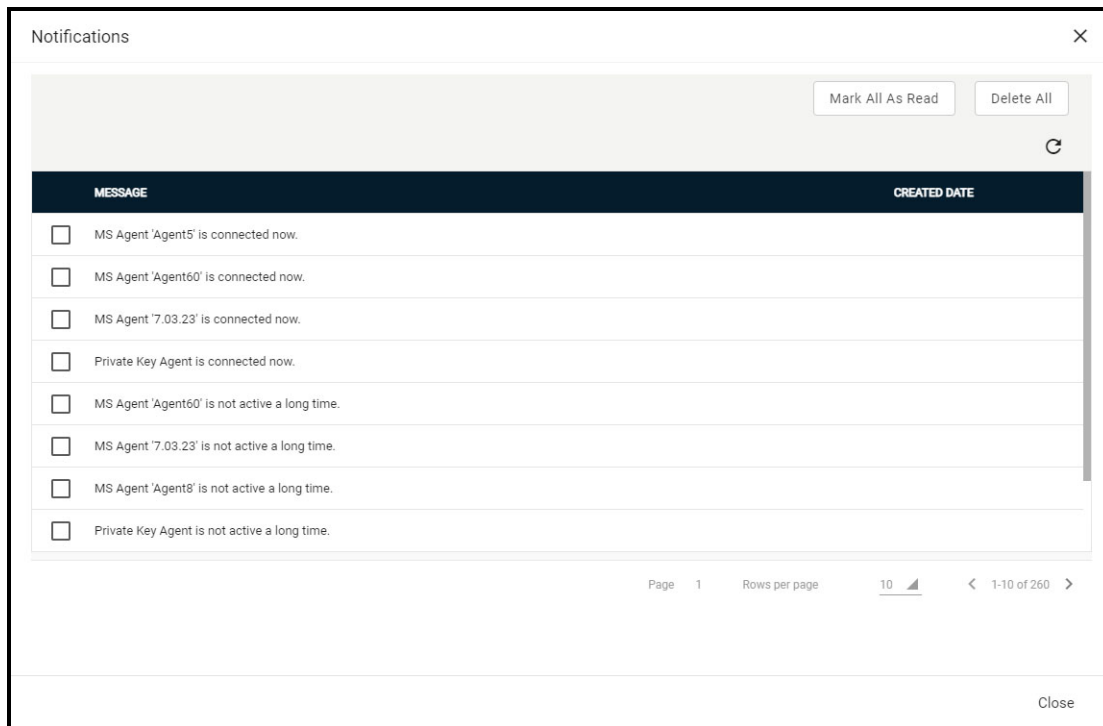 Notifications
Mark All As Read Delete All
MESSAGE CREATED DATE
MS Agent 'Agent5' is connected now.
MS Agent 'Agent60' is connected now.
MS Agent '7.03.23' is connected now.
Private Key Agent is connected now.
MS Agent 'Agent60' is not active a long time.
MS Agent '7.03.23' is not active a long time.
MS Agent 'Agent8' is not active a long time.
Private Key Agent is not active a long time.
Page 1 Rows per page 10 1-10 of 260
Close